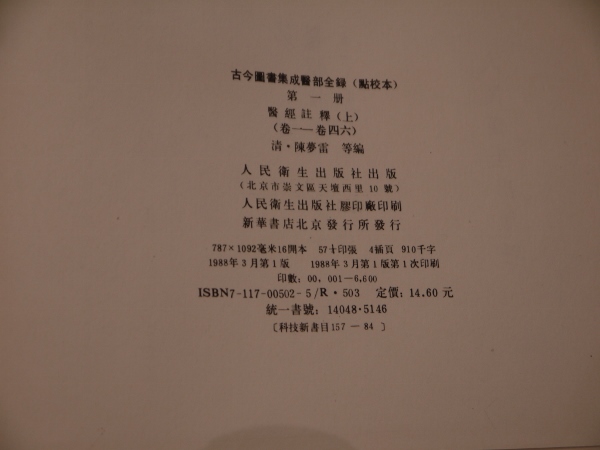 古今圖書集成醫部全録（點校本）
第一册
醫經註釋（上）
（卷一——卷四六）
清·陳夢雷 等編
人民衛生出版社出版
（北京市崇文區天壇西里10號）
人民衛生出版社膠印廠印刷
新華書店北京發行所發行
787×1092毫米16開本 57¼印張 4插頁 910千字
1988年3月第1版 1988年3月第1版第1次印刷
印數：00,001—6,600
ISBN7-117-00502-5/R·503 定價：14.60元
統一書號：14048·5146
〔科技新書目157－84〕